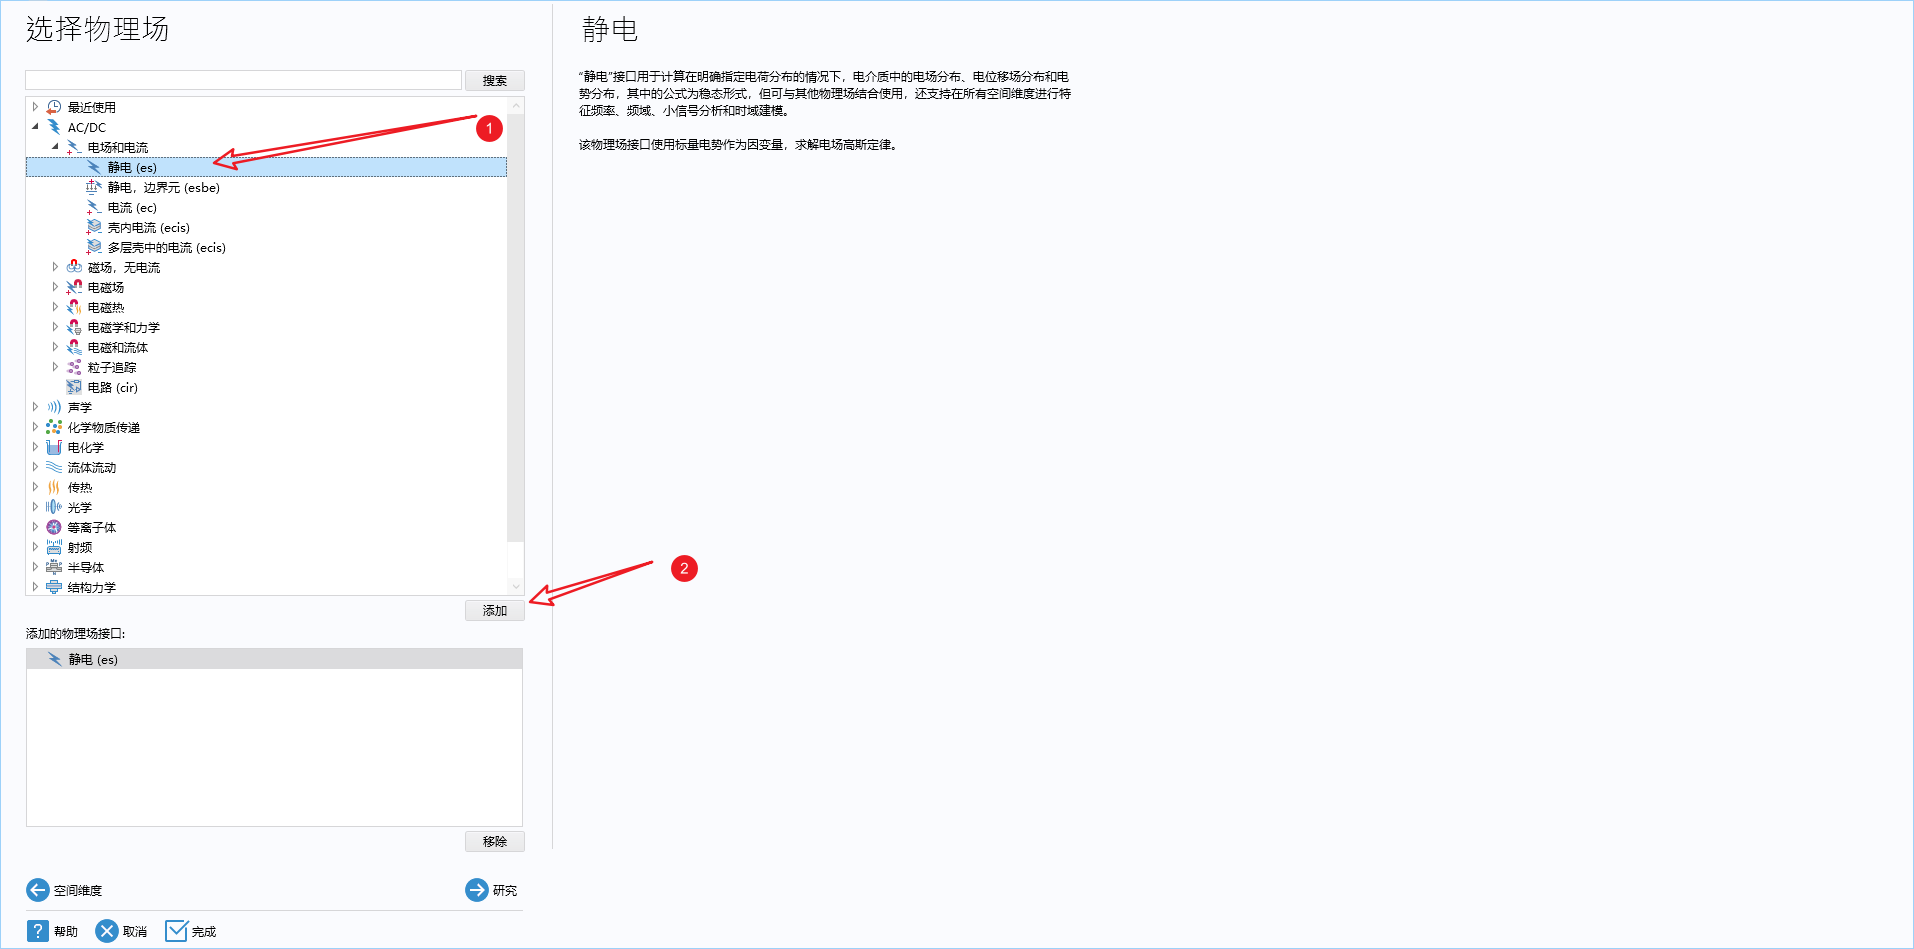 选择物理场
搜索
最近使用
AC/DC
电场和电流
静电 (es)
静电，边界元 (esbe)
电流 (ec)
壳内电流 (ecis)
多层壳中的电流 (ecis)
磁场，无电流
电磁场
电磁热
电磁学和力学
电磁和流体
粒子追踪
电路 (cir)
声学
化学物质传递
电化学
流体流动
传热
光学
等离子体
射频
半导体
结构力学
1
2
添加
添加的物理场接口:
静电 (es)
移除
空间维度
研究
? 帮助
取消
完成
静电
“静电”接口用于计算在明确指定电荷分布的情况下，电介质中的电场分布、电位移场分布和电
势分布，其中的公式为稳态形式，但可与其他物理场结合使用，还支持在所有空间维度进行特
征频率、频域、小信号分析和时域建模。
该物理场接口使用标量电势作为因变量，求解电场高斯定律。